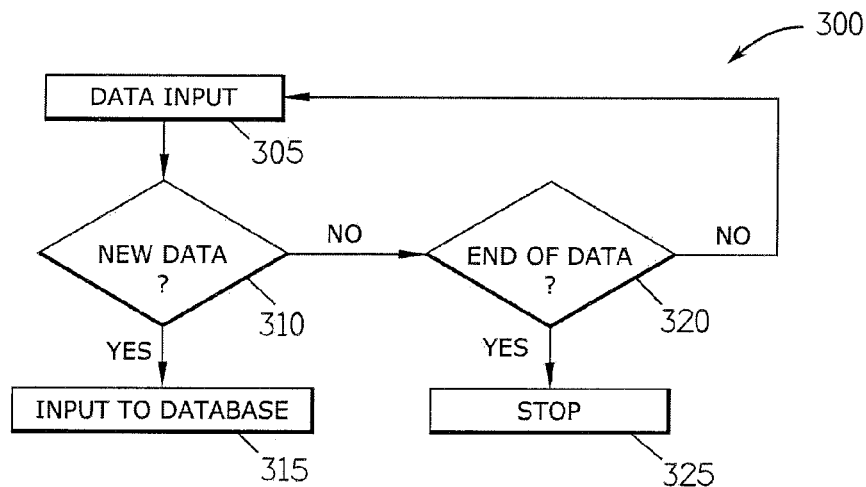 300
DATA INPUT
305
NEW DATA
?
310
NO
END OF DATA
?
320
NO
YES
INPUT TO DATABASE
315
YES
STOP
325